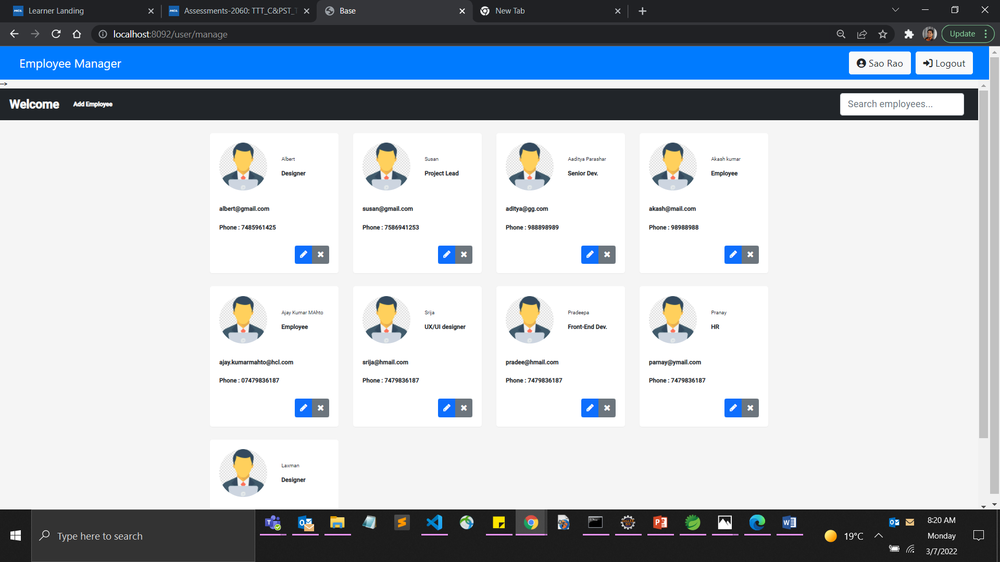 Learner Landing
Assessments-2060: TTT_C&PST_T
Base
New Tab
localhost:8092/user/manage
Update
Employee Manager
Sao Rao
Logout
-->
Welcome
Add Employee
Search employees...
Albert
Designer
albert@gmail.com
Phone : 7485961425
Susan
Project Lead
susan@gmail.com
Phone : 7586941253
Aaditya Parashar
Senior Dev.
aditya@gg.com
Phone : 988898989
Akash kumar
Employee
akash@mail.com
Phone : 98988988
Ajay Kumar MAhto
Employee
ajay.kumarmahto@hcl.com
Phone : 07479836187
Srija
UX/UI designer
srija@hmail.com
Phone : 7479836187
Pradeepa
Front-End Dev.
pradee@hmail.com
Phone : 7479836187
Pranay
HR
parnay@ymail.com
Phone : 7479836187
Laxman
Designer
Type here to search
19°C
8:20 AM
Monday
3/7/2022